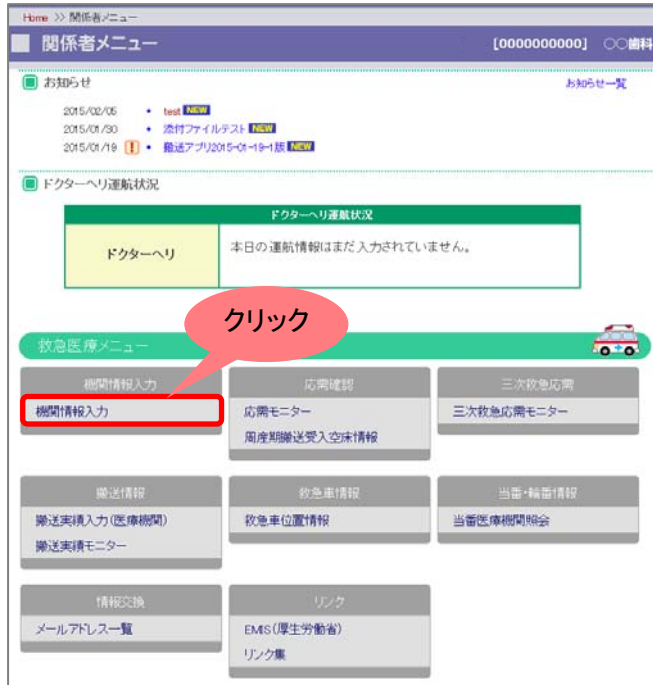 Home >> 関係者メニュー
関係者メニュー [0000000000] 〇〇歯科
お知らせ お知らせ一覧
2015/02/05 • test NEW
2015/01/30 • 添付ファイルテスト NEW
2015/01/19 ! • 搬送アプリ2015-01-19-1版 NEW
ドクターヘリ運航状況
ドクターヘリ運航状況
ドクターヘリ 本日の運航情報はまだ入力されていません。
クリック
救急医療メニュー
機関情報入力 応需確認 三次救急応需
機関情報入力 応需モニター 三次救急応需モニター
周産期搬送受入空床情報
搬送情報 救急車情報 当番・輪番情報
搬送実績入力(医療機関) 救急車位置情報 当番医療機関照会
搬送実績モニター
情報交換 リンク
メールアドレス一覧 EMIS(厚生労働省)
リンク集